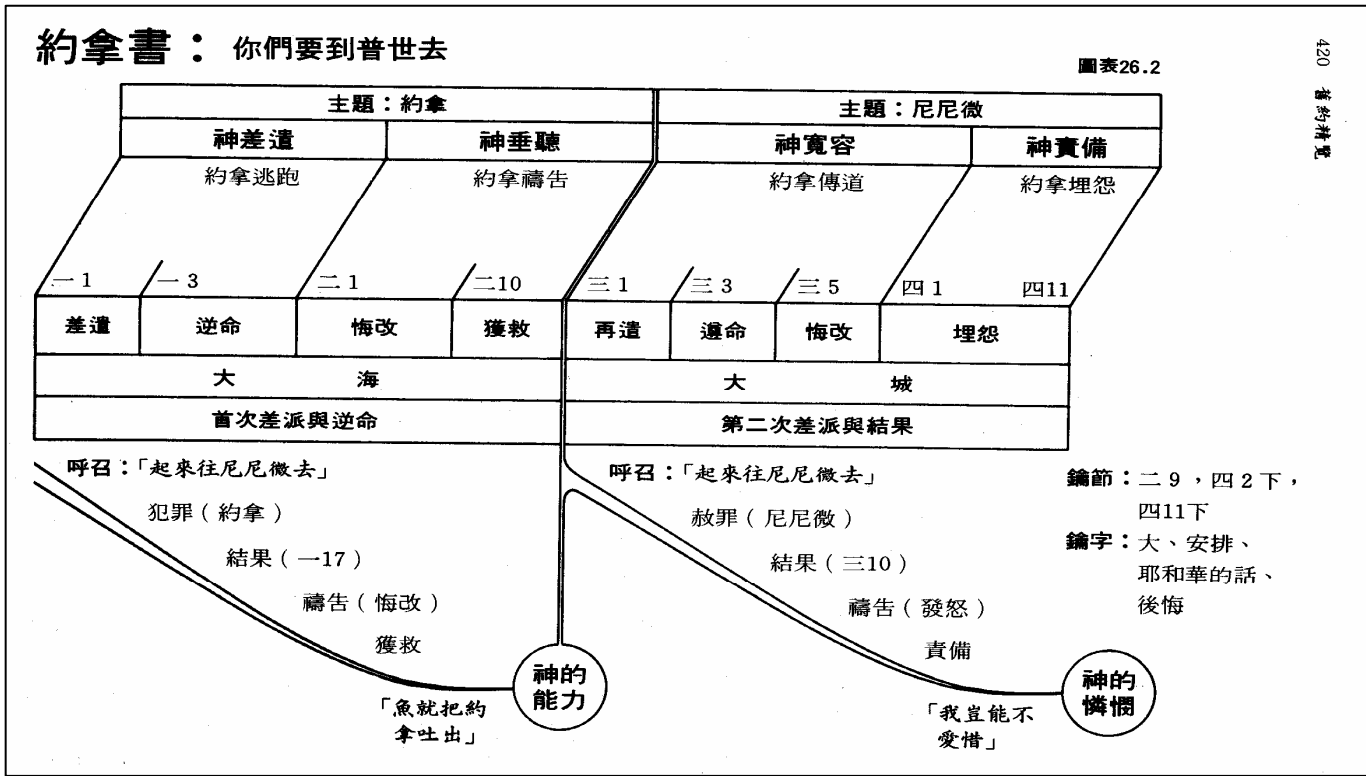 約拿書：你們要到普世去
圖表26.2
420 舊約精覽
主題：約拿
主題：尼尼微
神差遣
神垂聽
神寬容
神責備
約拿逃跑
約拿禱告
約拿傳道
約拿埋怨
一1
一3
二1
二10
三1
三3
三5
四1
四11
差遣
逆命
悔改
獲救
再遣
遵命
悔改
埋怨
大海
大城
首次差派與逆命
第二次差派與結果
呼召：「起來往尼尼微去」
犯罪（約拿）
結果（一17）
禱告（悔改）
獲救
「魚就把約
拿吐出」
神的
能力
呼召：「起來往尼尼微去」
赦罪（尼尼微）
結果（三10）
禱告（發怒）
責備
「我豈能不
愛惜」
神的
憐憫
鑰節：二9，四2下，
四11下
鑰字：大、安排、
耶和華的話、
後悔